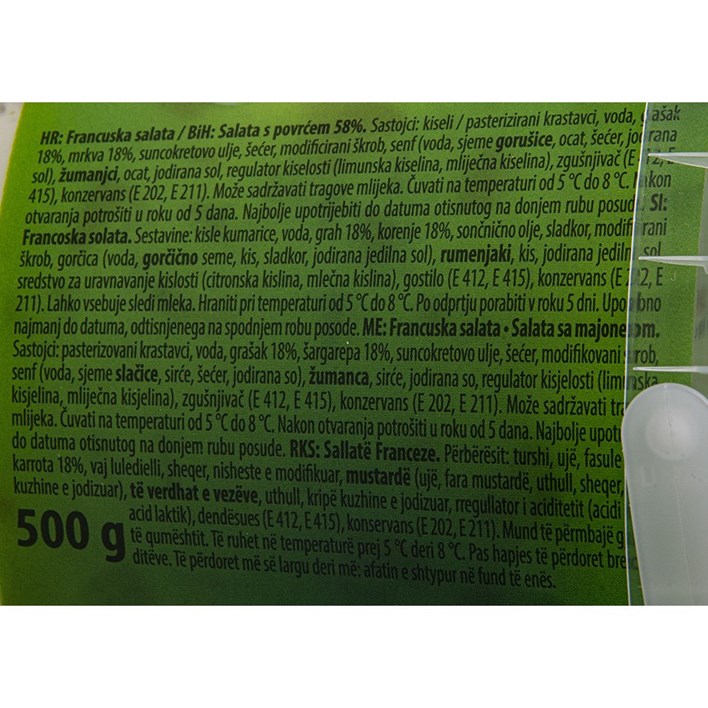 HR: Francuska salata / BiH: Salata s povrćem 58%. Sastojci: kiseli / pasterizirani krastavci, voda,
18%, mrkva 18%, suncokretovo ulje, šećer, modificirani škrob, senf (voda, sjeme gorušice, ocat, šećer,
sol), žumanjci, ocat, jodirana sol, regulator kiselosti (limunska kiselina, mliječna kiselina), zgušnjivač
415), konzervans (E 202, E 211). Može sadržavati tragove mlijeka. Čuvati na temperaturi od 5 °C do 8 °C.
otvaranja potrošiti u roku od 5 dana. Najbolje upotrijebiti do datuma otisnutog na donjem rubu SI:
Francoska solata. Sestavine: kisle kumarice, voda, grah 18%, korenje 18%, sončnično olje, sladkor,
škrob, gorčica (voda, gorčično seme, kis, sladkor, jodirana jedilna sol), rumenjaki, kis, jodirana sol
sredstvo za uravnavanje kislosti (citronska kislina, mlečna kislina), gostilo (E 412, E 415), konzervans
211). Lahko vsebuje sledi mleka. Hraniti pri temperaturi od 5 °C do 8 °C. Po odprtju porabiti v roku 5 dni.
najmanj do datuma, odtisnjenega na spodnjem robu posode. ME: Francuska salata • Salata sa
Sastojci: pasterizovani krastavci, voda, grašak 18%, šargarepa 18%, suncokretovo ulje, šećer, modifikovani
senf (voda, sjeme slačice, sirće, šećer, jodirana so), žumanca, sirće, jodirana so, regulator kisjelosti
kisjelina, mliječna kisjelina), zgušnjivač (E 412, E 415), konzervans (E 202, E 211). Može sadržavati
mlijeka. Čuvati na temperaturi od 5 °C do 8 °C. Nakon otvaranja potrošiti u roku od 5 dana. Najbolje
do datuma otisnutog na donjem rubu posude. RKS: Sallatë Franceze. Përbërësit: turshi, ujë,
karrota 18%, vaj luledielli, sheqer, nisheste e modifikuar, mustardë (ujë, fara mustardë, uthull, sheqer,
kuzhine e jodizuar), të verdhat e vezëve, uthull, kripë kuzhine e jodizuar, rregullator i aciditetit (acidi
acid laktik), dendësues (E 412, E 415), konservans (E 202, E 211). Mund të përmbajë
të qumështit. Të ruhet në temperaturë prej 5 °C deri 8 °C. Pas hapjes të përdoret
ditëve. Të përdoret më së largu deri më: afatin e shtypur në fund të enës.
500 g